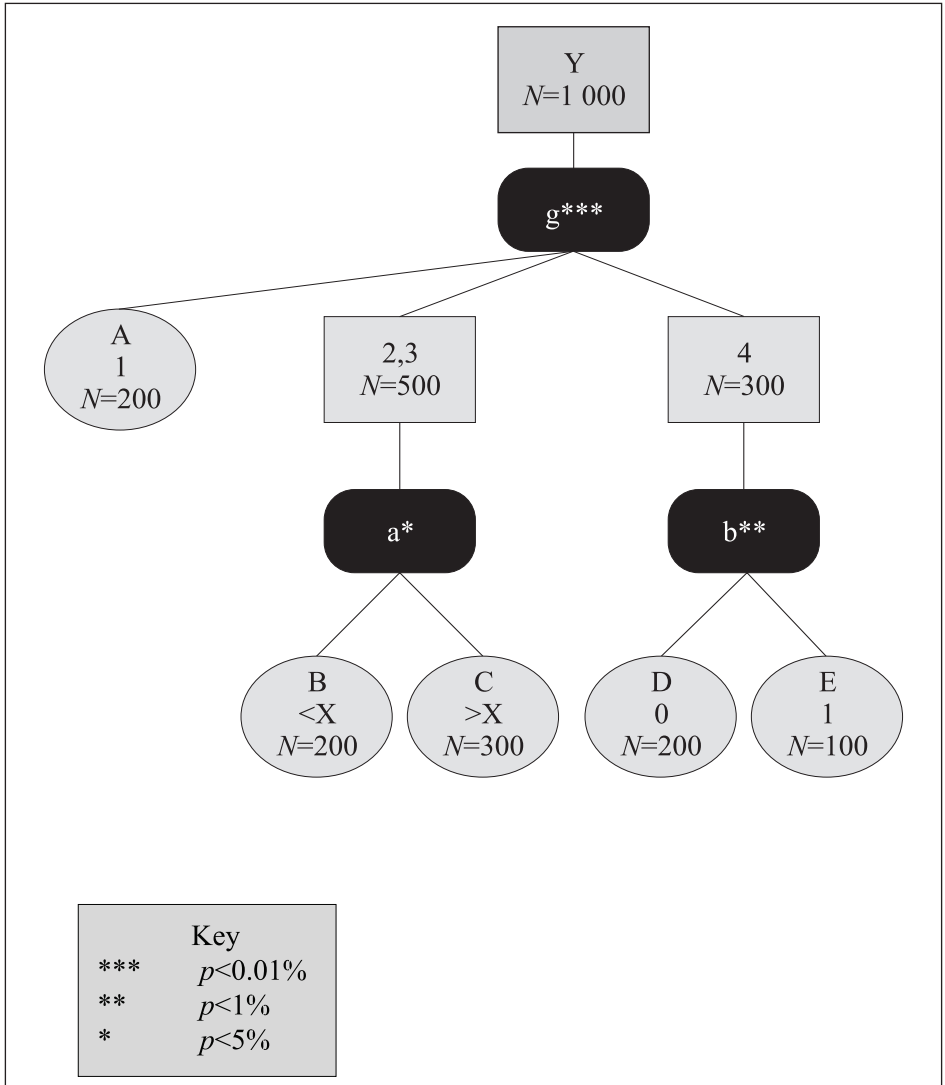 Y
N=1 000
g***
A
1
N=200
2,3
N=500
4
N=300
a*
b**
B
<X
N=200
C
>X
N=300
D
0
N=200
E
1
N=100
Key
*** p<0.01%
** p<1%
* p<5%